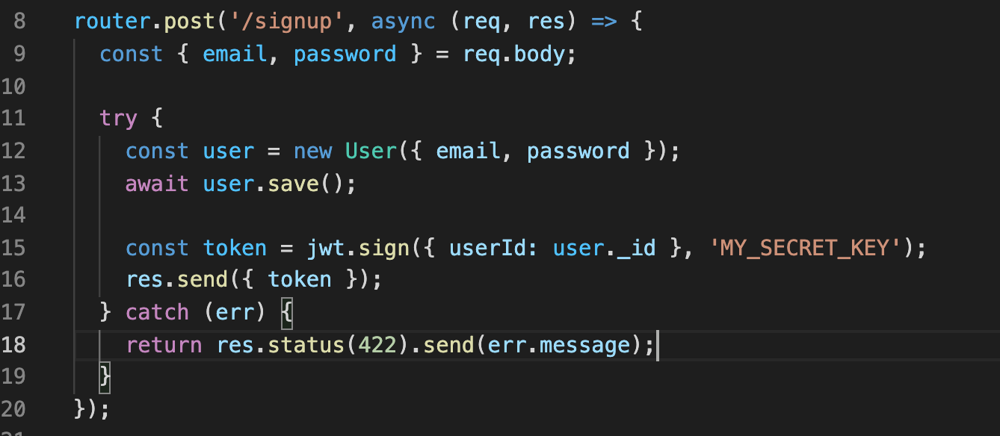 8 router.post('/signup', async (req, res) => {
9 const { email, password } = req.body;
10
11 try {
12 const user = new User({ email, password });
13 await user.save();
14
15 const token = jwt.sign({ userId: user._id }, 'MY_SECRET_KEY');
16 res.send({ token });
17 } catch (err) {
18 return res.status(422).send(err.message);
19 }
20 });